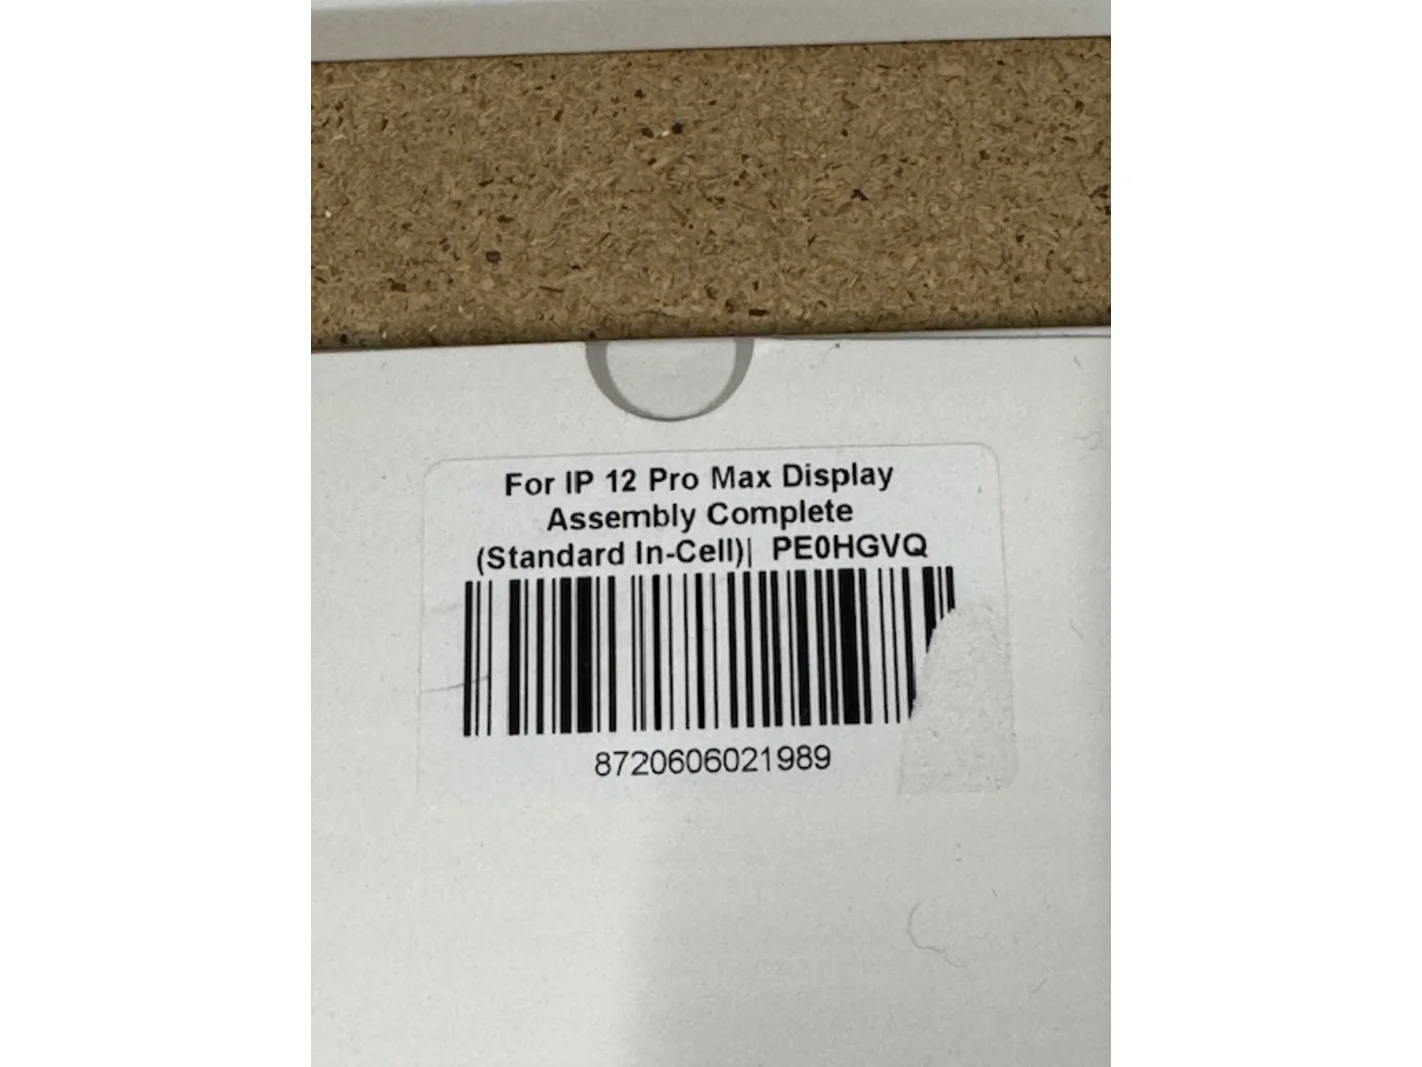 For IP 12 Pro Max Display
Assembly Complete
(Standard In-Cell)| PE0HGVQ
8720606021989